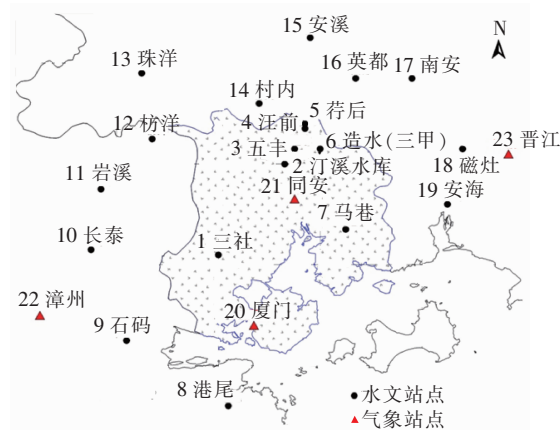 15 安溪
N
13 珠洋
16 英都
17 南安
14 村内
5 荇后
4 汪前
12 枋洋
6 造水(三甲)
23 晋江
3 五丰
2 汀溪水库
18 磁灶
11 岩溪
21 同安
19 安海
7 马巷
10 长泰
1 三社
22 漳州
20 厦门
9 石码
8 港尾
水文站点
气象站点